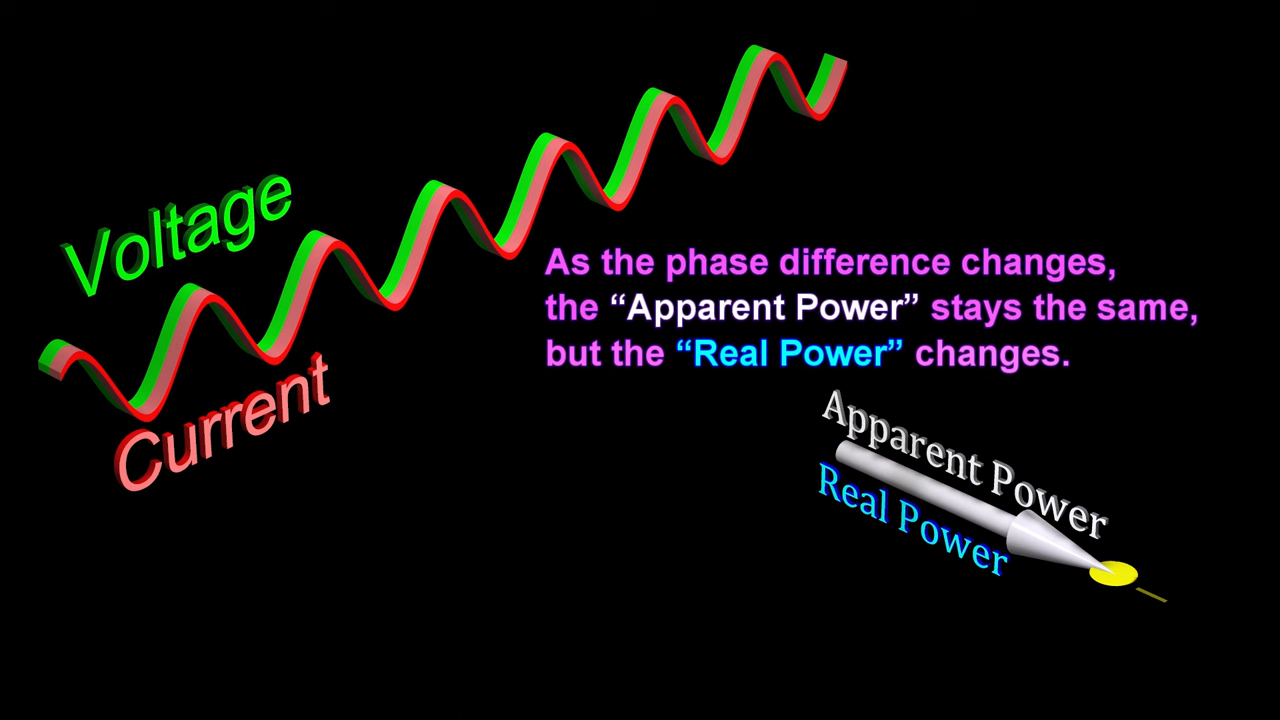 Voltage
Current
As the phase difference changes,
the “Apparent Power” stays the same,
but the “Real Power” changes.
Apparent Power
Real Power